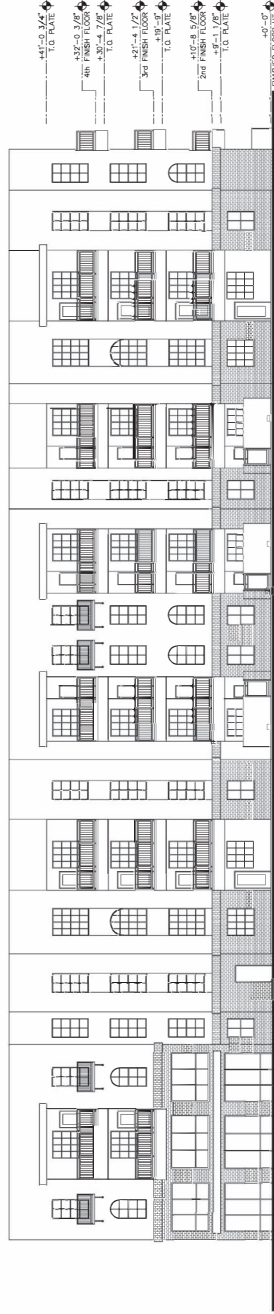 +41'-0 3/4"
T.O. PLATE
+32'-0 3/8"
4th FINISH FLOOR
+30'-4 7/8"
T.O. PLATE
+21'-4 1/2"
3rd FINISH FLOOR
+19'-9"
T.O. PLATE
+10'-8 5/8"
2nd FINISH FLOOR
+9'-1 1/8"
T.O. PLATE
+0'-0"